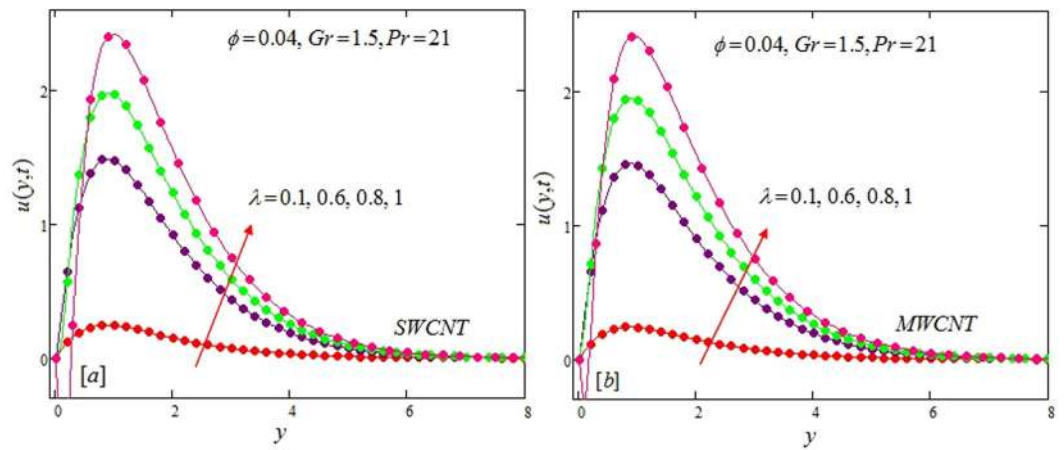 ϕ=0.04, Gr=1.5, Pr=21
2
u(y,t)
1
0
λ=0.1, 0.6, 0.8, 1
SWCNT
[a]
0 2 4 6 8
y
ϕ=0.04, Gr=1.5, Pr=21
2
u(y,t)
1
0
λ=0.1, 0.6, 0.8, 1
MWCNT
[b]
0 2 4 6 8
y